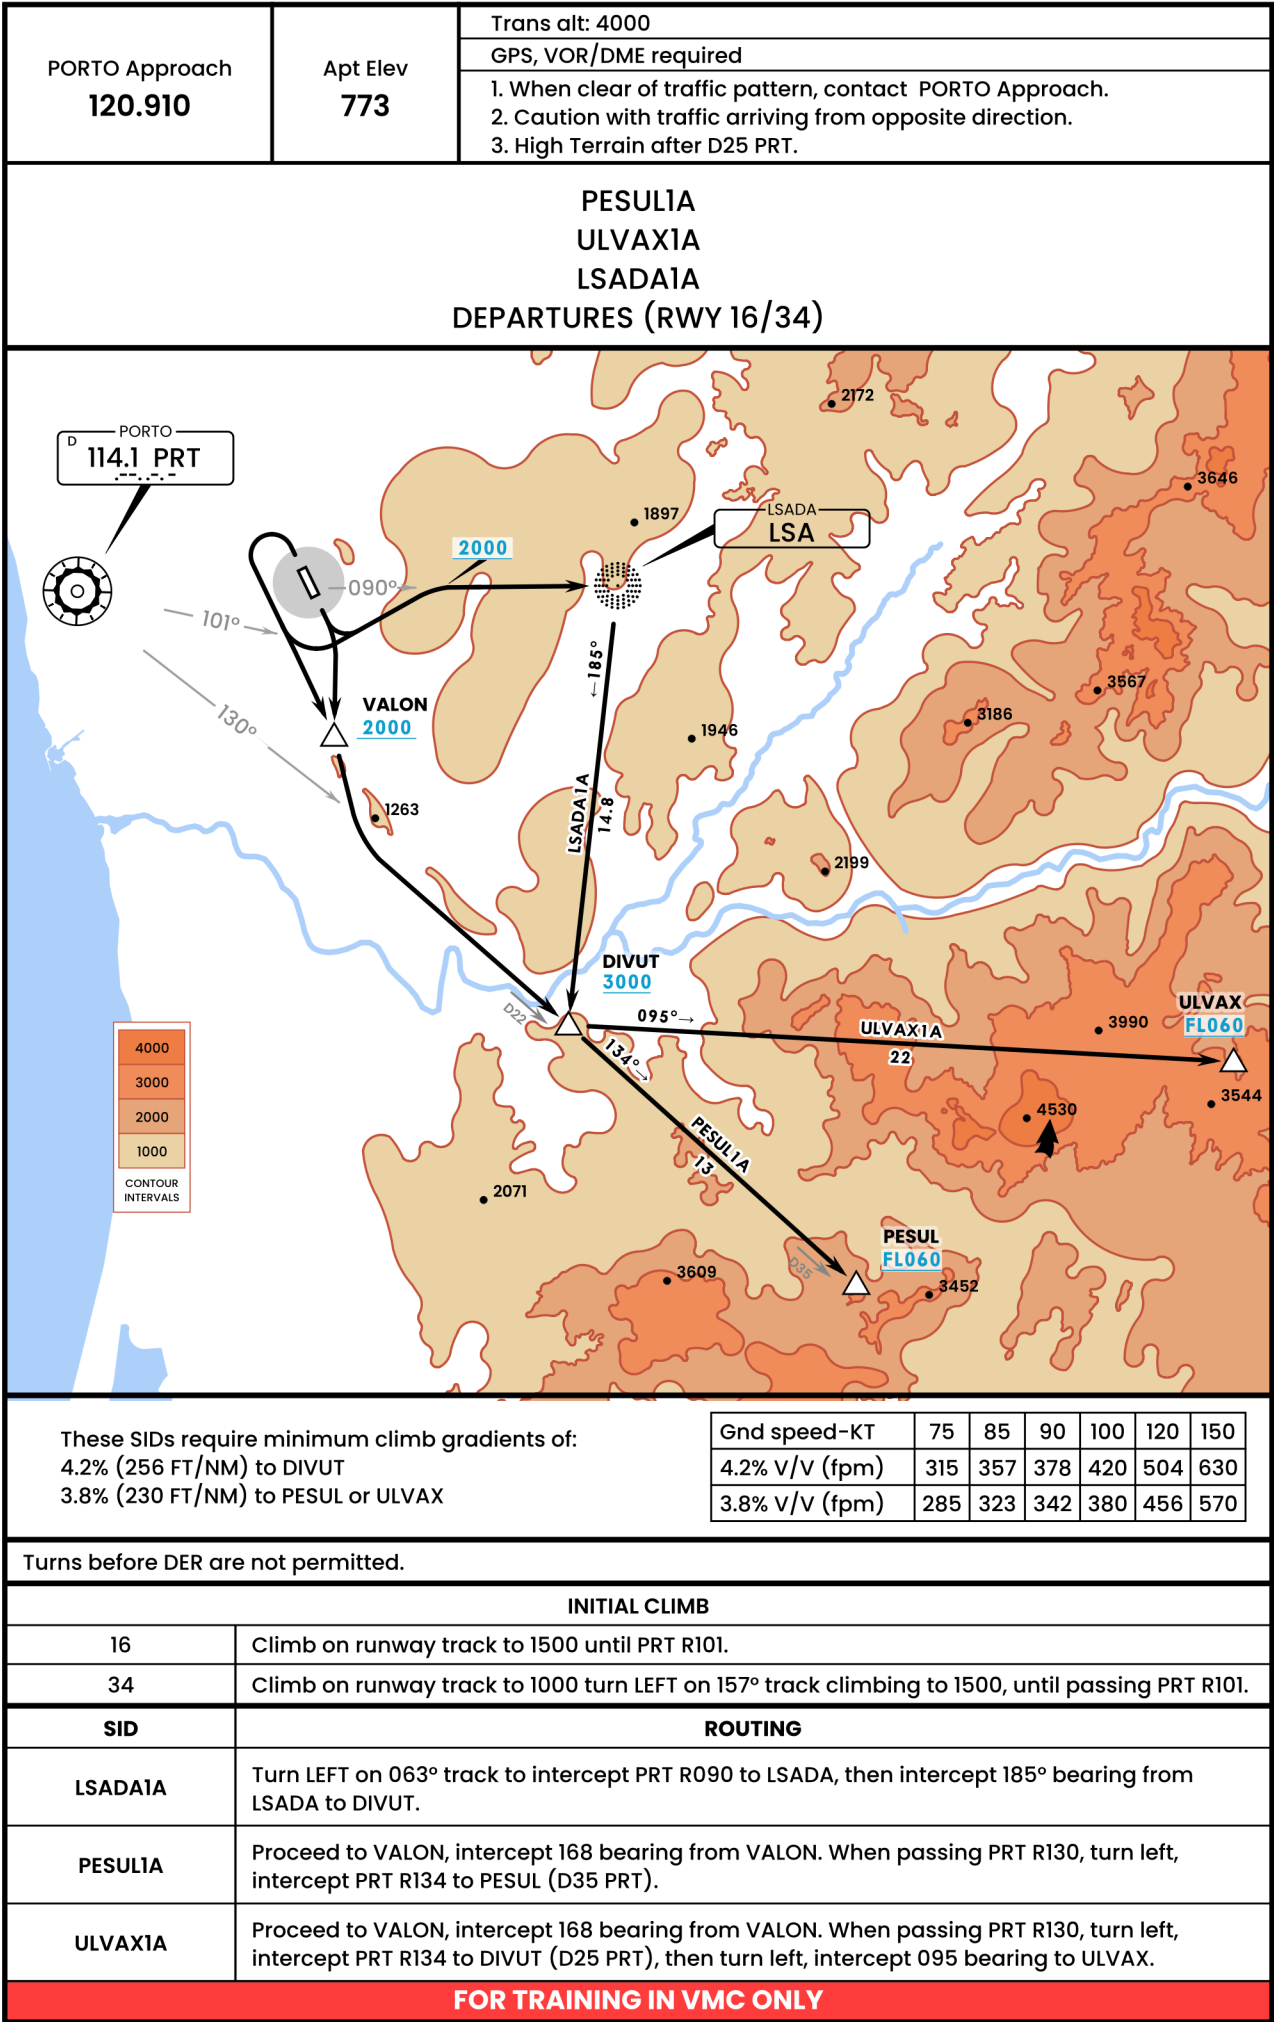 PORTO Approach
120.910
Apt Elev
773
Trans alt: 4000
GPS, VOR/DME required
1. When clear of traffic pattern, contact PORTO Approach.
2. Caution with traffic arriving from opposite direction.
3. High Terrain after D25 PRT.
PESUL1A
ULVAX1A
LSADA1A
DEPARTURES (RWY 16/34)
2172
PORTO
D
114.1 PRT
3646
1897
LSADA
LSA
2000
090°
101°
←185°
3567
VALON
2000
130°
3186
1946
1263
LSADA1A
14.8
2199
DIVUT
3000
D22
095°→
ULVAX
FL060
ULVAX1A
22
3990
134°→
4000
3000
2000
1000
CONTOUR
INTERVALS
3544
4530
PESUL1A
13
2071
PESUL
FL060
D35
3609
3452
These SIDs require minimum climb gradients of:
4.2% (256 FT/NM) to DIVUT
3.8% (230 FT/NM) to PESUL or ULVAX
Gnd speed-KT 75 85 90 100 120 150
4.2% V/V (fpm) 315 357 378 420 504 630
3.8% V/V (fpm) 285 323 342 380 456 570
Turns before DER are not permitted.
INITIAL CLIMB
16 Climb on runway track to 1500 until PRT R101.
34 Climb on runway track to 1000 turn LEFT on 157° track climbing to 1500, until passing PRT R101.
SID ROUTING
LSADA1A
Turn LEFT on 063° track to intercept PRT R090 to LSADA, then intercept 185° bearing from
LSADA to DIVUT.
PESUL1A
Proceed to VALON, intercept 168 bearing from VALON. When passing PRT R130, turn left,
intercept PRT R134 to PESUL (D35 PRT).
ULVAX1A
Proceed to VALON, intercept 168 bearing from VALON. When passing PRT R130, turn left,
intercept PRT R134 to DIVUT (D25 PRT), then turn left, intercept 095 bearing to ULVAX.
FOR TRAINING IN VMC ONLY